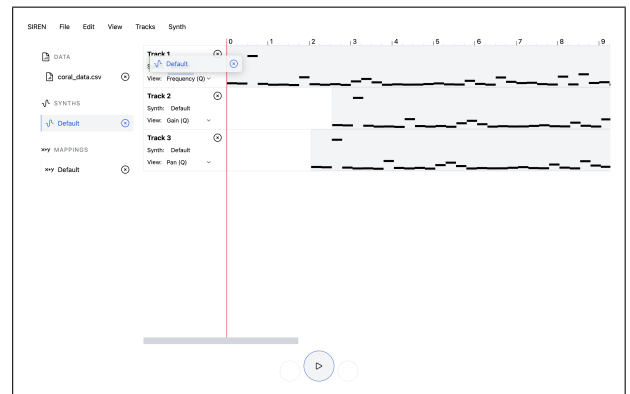 SIREN File Edit View Tracks Synth
0 1 2 3 4 5 6 7 8 9
DATA
coral_data.csv
SYNTHS
Default
x+y MAPPINGS
x+y Default
Track 1
Default
View: Frequency (Q)
Track 2
Synth: Default
View: Gain (Q)
Track 3
Synth: Default
View: Pan (Q)